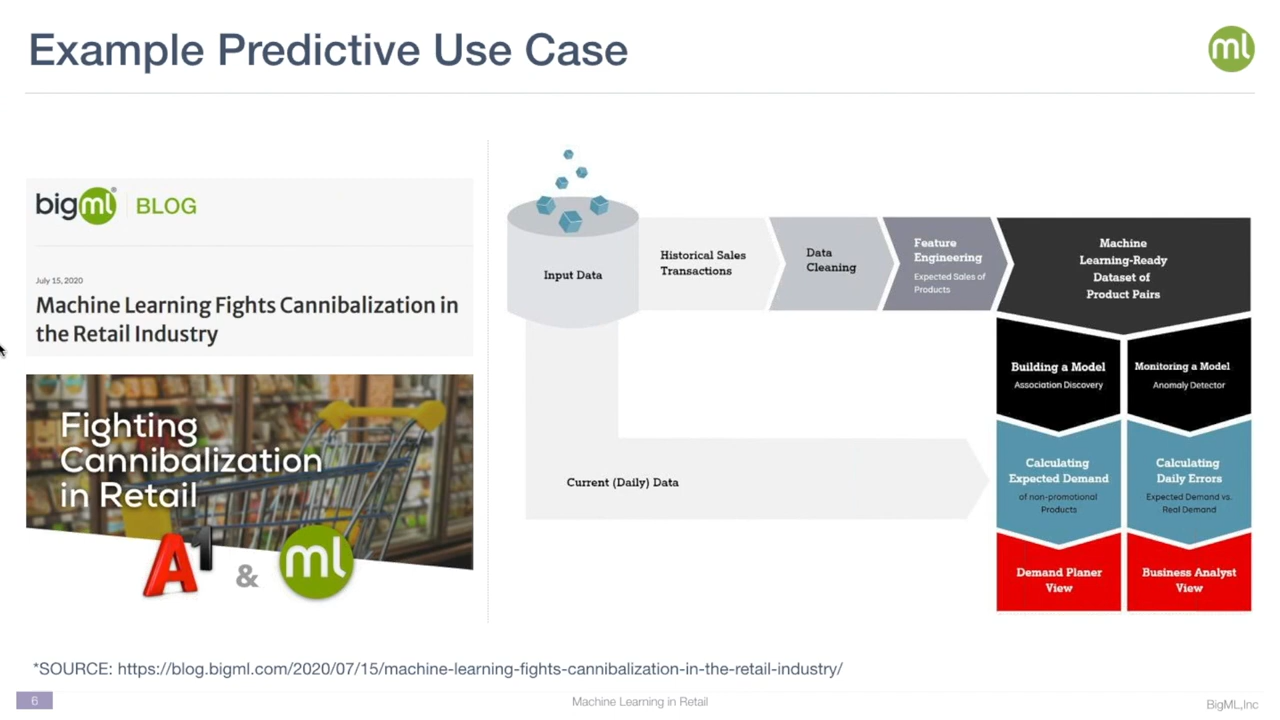 Example Predictive Use Case
ml
bigml BLOG
July 15, 2020
Machine Learning Fights Cannibalization in
the Retail Industry
Fighting
Cannibalization
in Retail
A1 & ml
Input Data
Historical Sales
Transactions
Data
Cleaning
Feature
Engineering
Expected Sales of
Products
Machine
Learning-Ready
Dataset of
Product Pairs
Building a Model
Association Discovery
Monitoring a Model
Anomaly Detector
Current (Daily) Data
Calculating
Expected Demand
of non-promotional
Products
Calculating
Daily Errors
Expected Demand vs.
Real Demand
Demand Planer
View
Business Analyst
View
*SOURCE: https://blog.bigml.com/2020/07/15/machine-learning-fights-cannibalization-in-the-retail-industry/
6
Machine Learning in Retail
BigML,Inc